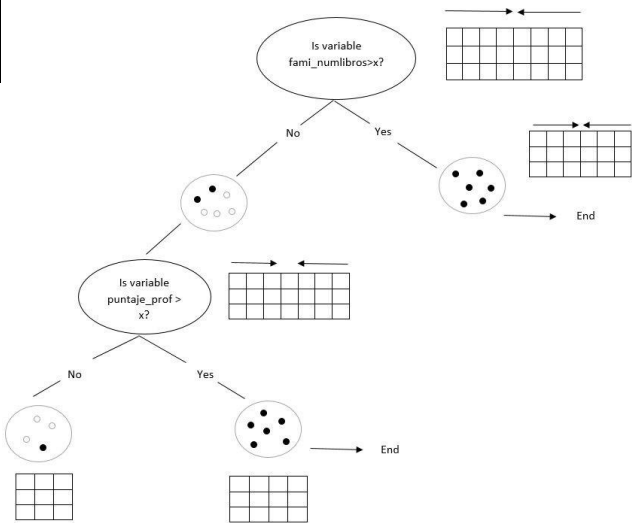 Is variable
fami_numlibros>x?
No
Yes
End
Is variable
puntaje_prof >
x?
No
Yes
End